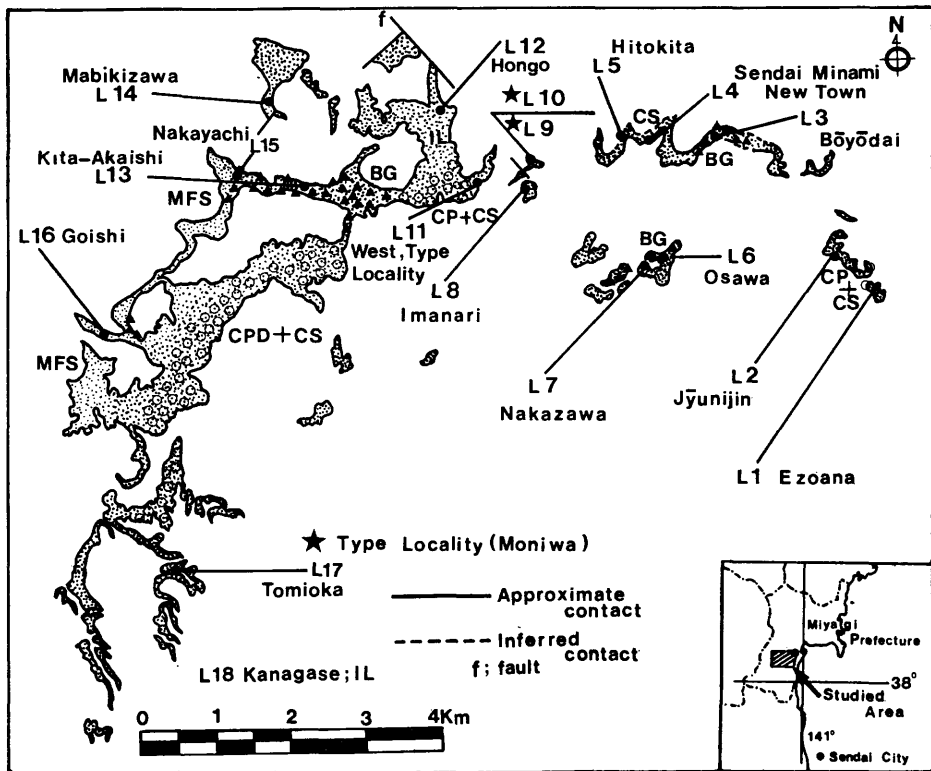 f
N
4
L12
Hongo
L5
Hitokita
Sendai Minami
New Town
L4
L3
Mabikizawa
L14
L10
L9
CS
BG
Bōyōdai
Nakayachi
L15
Kita-Akaishi
L13
IL
BG
MFS
CP+CS
L11
West, Type
Locality
L16 Goishi
L8
Imanari
BG
L6
Osawa
CP
+
CS
CPD+CS
MFS
L7
Nakazawa
L2
Jȳunijin
L1 Ezoana
★ Type Locality (Moniwa)
L17
Tomioka
Approximate
contact
Inferred
contact
f; fault
L18 Kanagase; IL
0 1 2 3 4Km
Miyaigi
Prefecture
38°
Studied
Area
141°
Sendai City